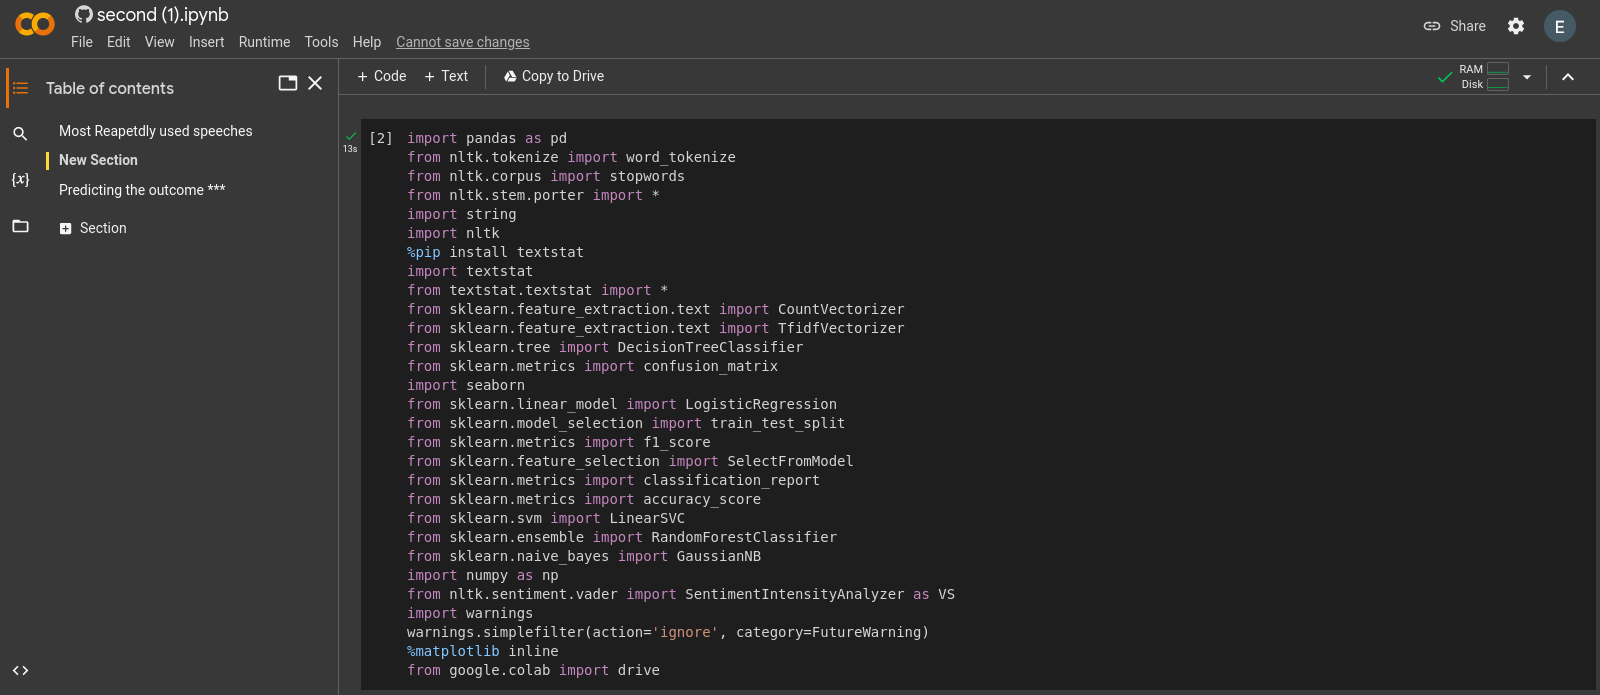 second (1).ipynb
File Edit View Insert Runtime Tools Help Cannot save changes
Share
E
Table of contents
Most Reapetdly used speeches
New Section
Predicting the outcome ***
Section
{x}
+ Code + Text Copy to Drive
RAM
Disk
13s
[2] import pandas as pd
from nltk.tokenize import word_tokenize
from nltk.corpus import stopwords
from nltk.stem.porter import *
import string
import nltk
%pip install textstat
import textstat
from textstat.textstat import *
from sklearn.feature_extraction.text import CountVectorizer
from sklearn.feature_extraction.text import TfidfVectorizer
from sklearn.tree import DecisionTreeClassifier
from sklearn.metrics import confusion_matrix
import seaborn
from sklearn.linear_model import LogisticRegression
from sklearn.model_selection import train_test_split
from sklearn.metrics import f1_score
from sklearn.feature_selection import SelectFromModel
from sklearn.metrics import classification_report
from sklearn.metrics import accuracy_score
from sklearn.svm import LinearSVC
from sklearn.ensemble import RandomForestClassifier
from sklearn.naive_bayes import GaussianNB
import numpy as np
from nltk.sentiment.vader import SentimentIntensityAnalyzer as VS
import warnings
warnings.simplefilter(action='ignore', category=FutureWarning)
%matplotlib inline
from google.colab import drive